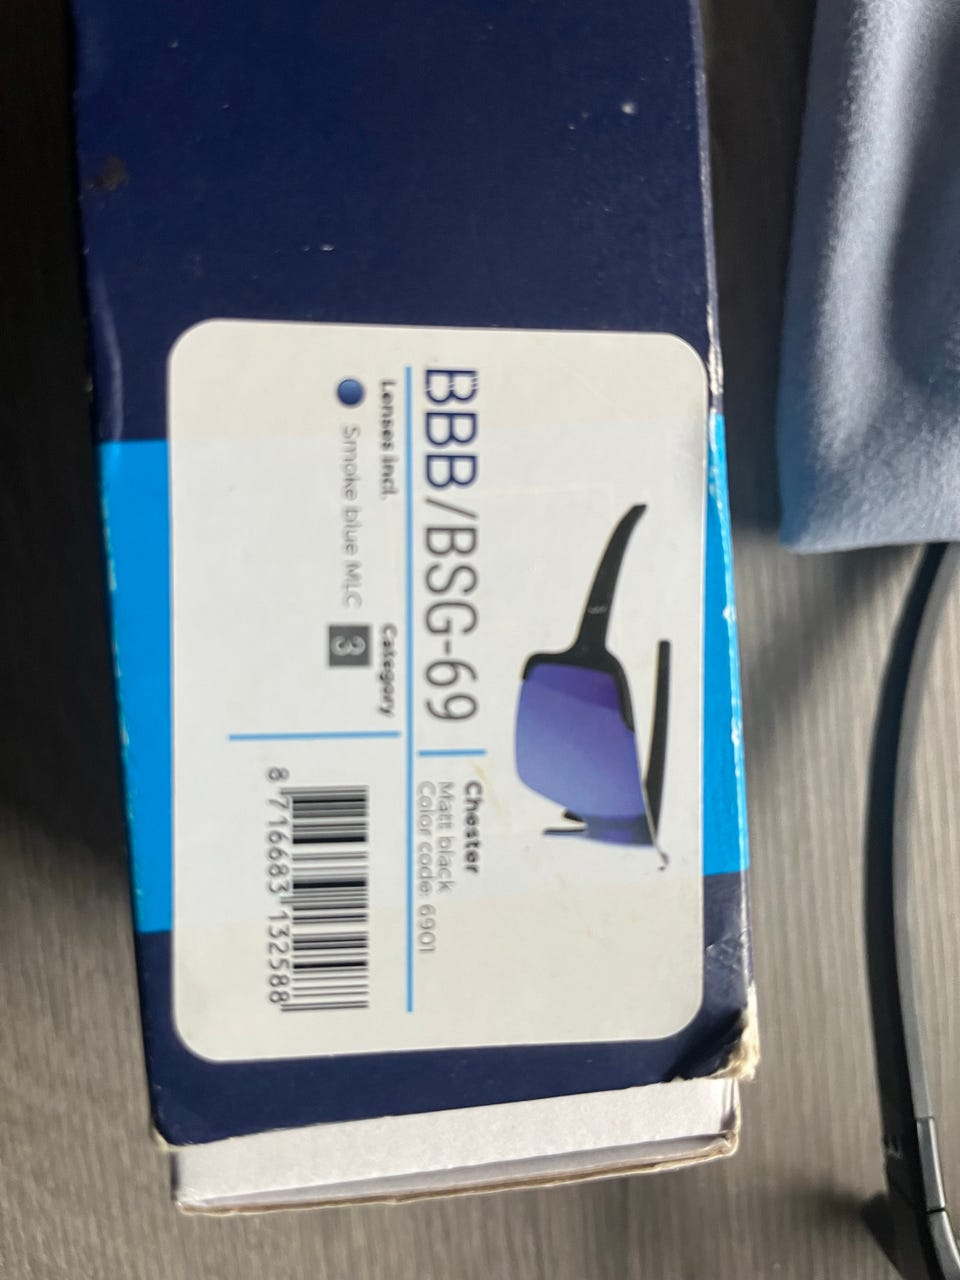 BBB/BSG-69
Chester
Matt black
Color code: 6901
Lenses incl.
Category
Smoke blue MLC
3
8 716683 132588